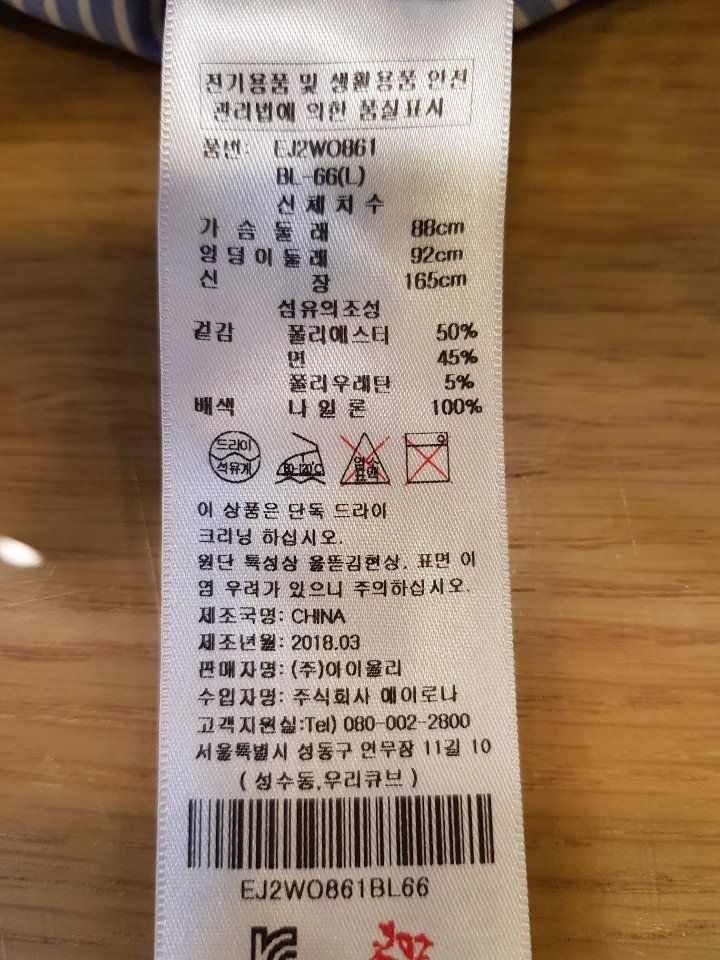 전기용품 및 생활용품 안전
관리법에 의한 품질표시
품번: EJ2WO861
BL-66(L)
신체치수
가슴둘레 88cm
엉덩이둘레 92cm
신장 165cm
섬유의조성
겉감 폴리에스터 50%
면 45%
폴리우레탄 5%
배색 나일론 100%
드라이
석유계
80-120°C
염소
표백
이 상품은 단독 드라이
크리닝 하십시오.
원단 특성상 올뜯김현상, 표면 이
염 우려가 있으니 주의하십시오.
제조국명: CHINA
제조년월: 2018.03
판매자명: (주)아이올리
수입자명: 주식회사 에이로나
고객지원실:Tel) 080-002-2800
서울특별시 성동구 연무장 11길 10
( 성수동,우리큐브 )
EJ2WO861BL66